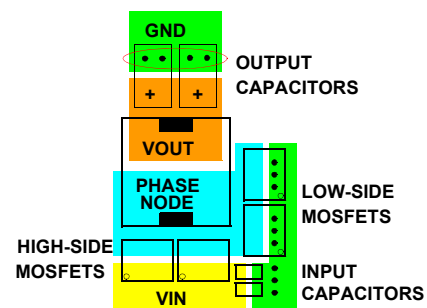 GND
OUTPUT
CAPACITORS
+ +
VOUT
PHASE
NODE
LOW-SIDE
MOSFETS
HIGH-SIDE
MOSFETS
INPUT
CAPACITORS
VIN